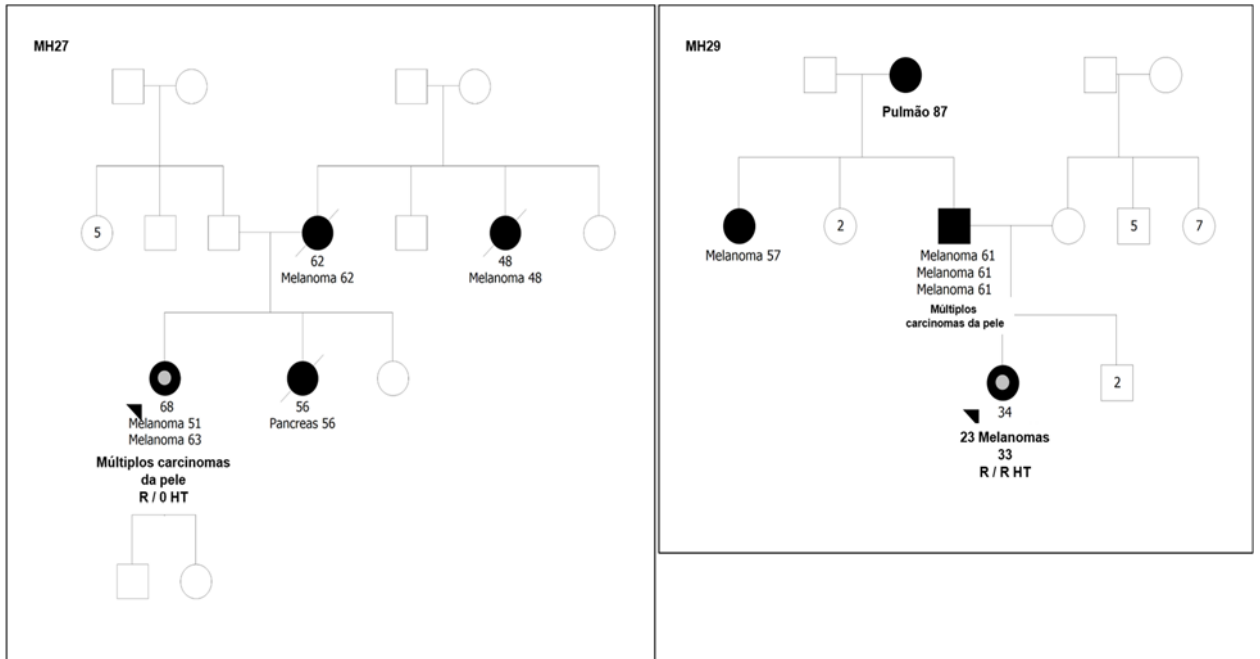 MH27
5
62
Melanoma 62
48
Melanoma 48
68
Melanoma 51
Melanoma 63
Múltiplos carcinomas
da pele
R / 0 HT
56
Pancreas 56
MH29
Pulmão 87
Melanoma 57
2
Melanoma 61
Melanoma 61
Melanoma 61
Múltiplos
carcinomas da pele
5
7
34
23 Melanomas
33
R / R HT
2